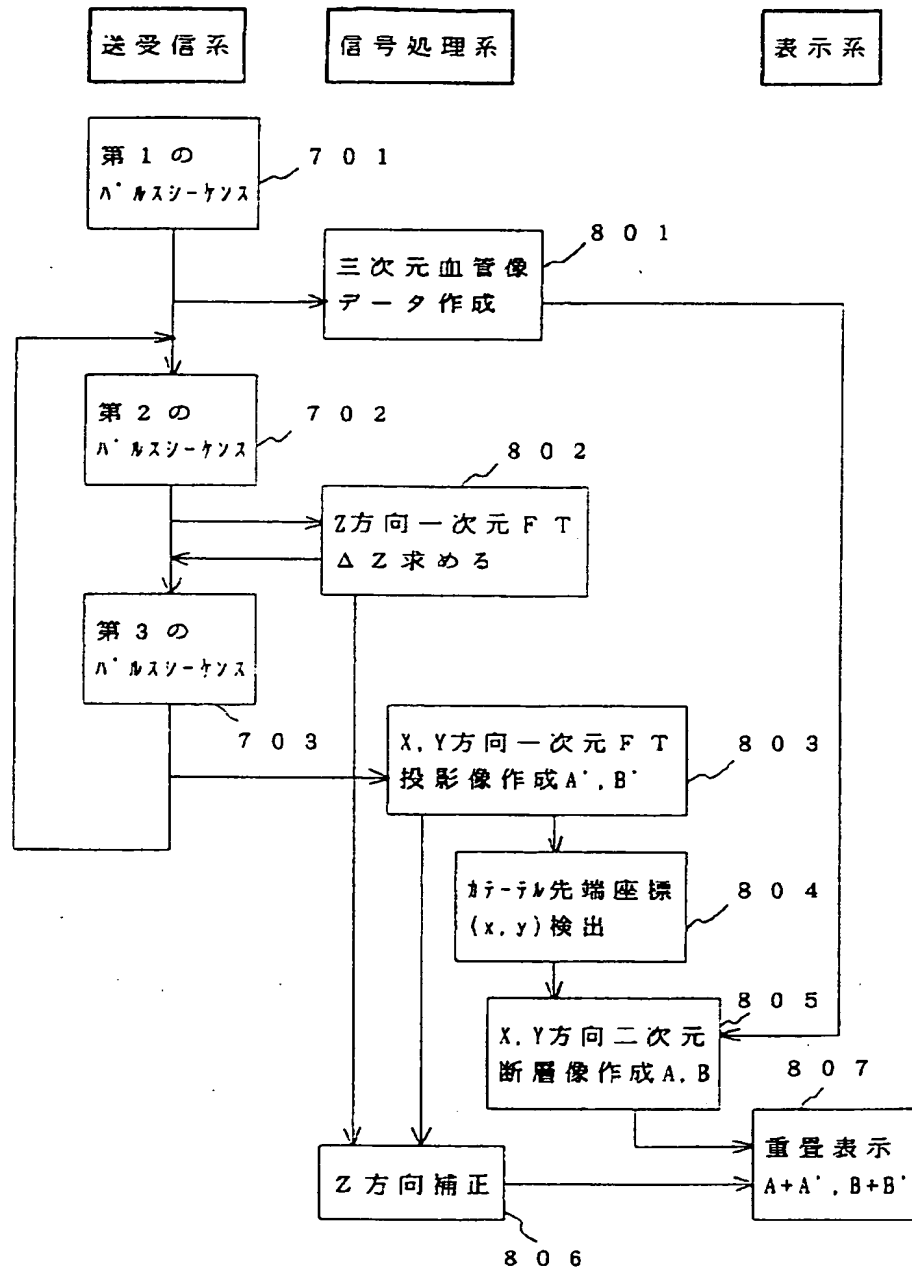 送受信系
信号処理系
表示系
第1の
パルスシーケンス
701
801
三次元血管像
データ作成
第2の
パルスシーケンス
702
802
Z方向一次元FT
ΔZ求める
第3の
パルスシーケンス
703
X,Y方向一次元FT
投影像作成A',B'
803
カテーテル先端座標
(x,y)検出
804
805
X,Y方向二次元
断層像作成A,B
807
重畳表示
A+A',B+B'
Z方向補正
806